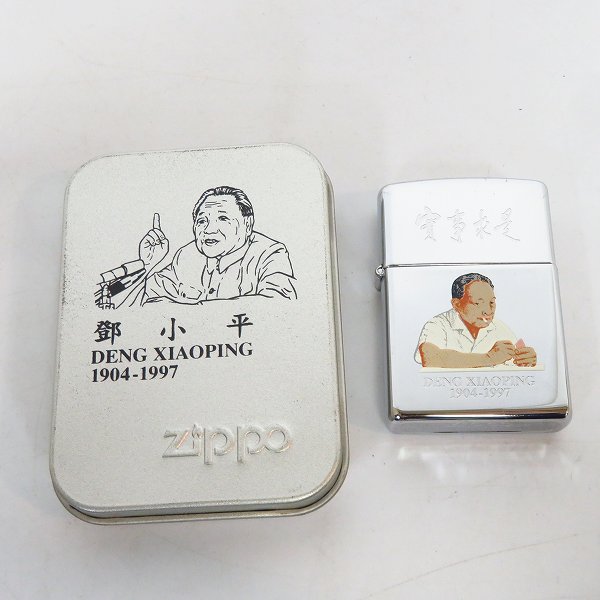 鄧小平
DENG XIAOPING
1904-1997
zippo
實事求是
DENG XIAOPING
1904-1997